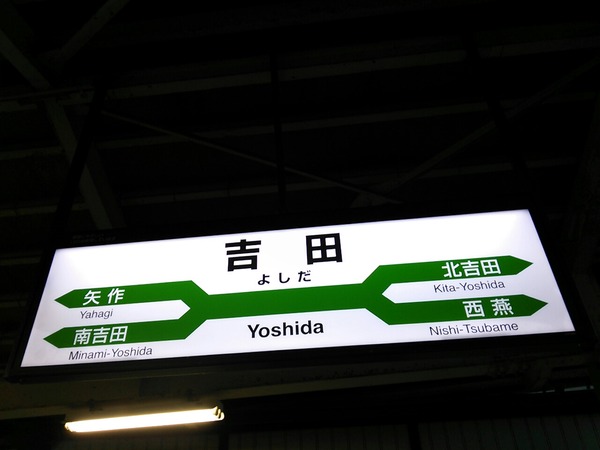 吉田
よしだ
Yoshida
矢作
Yahagi
南吉田
Minami-Yoshida
北吉田
Kita-Yoshida
西燕
Nishi-Tsubame